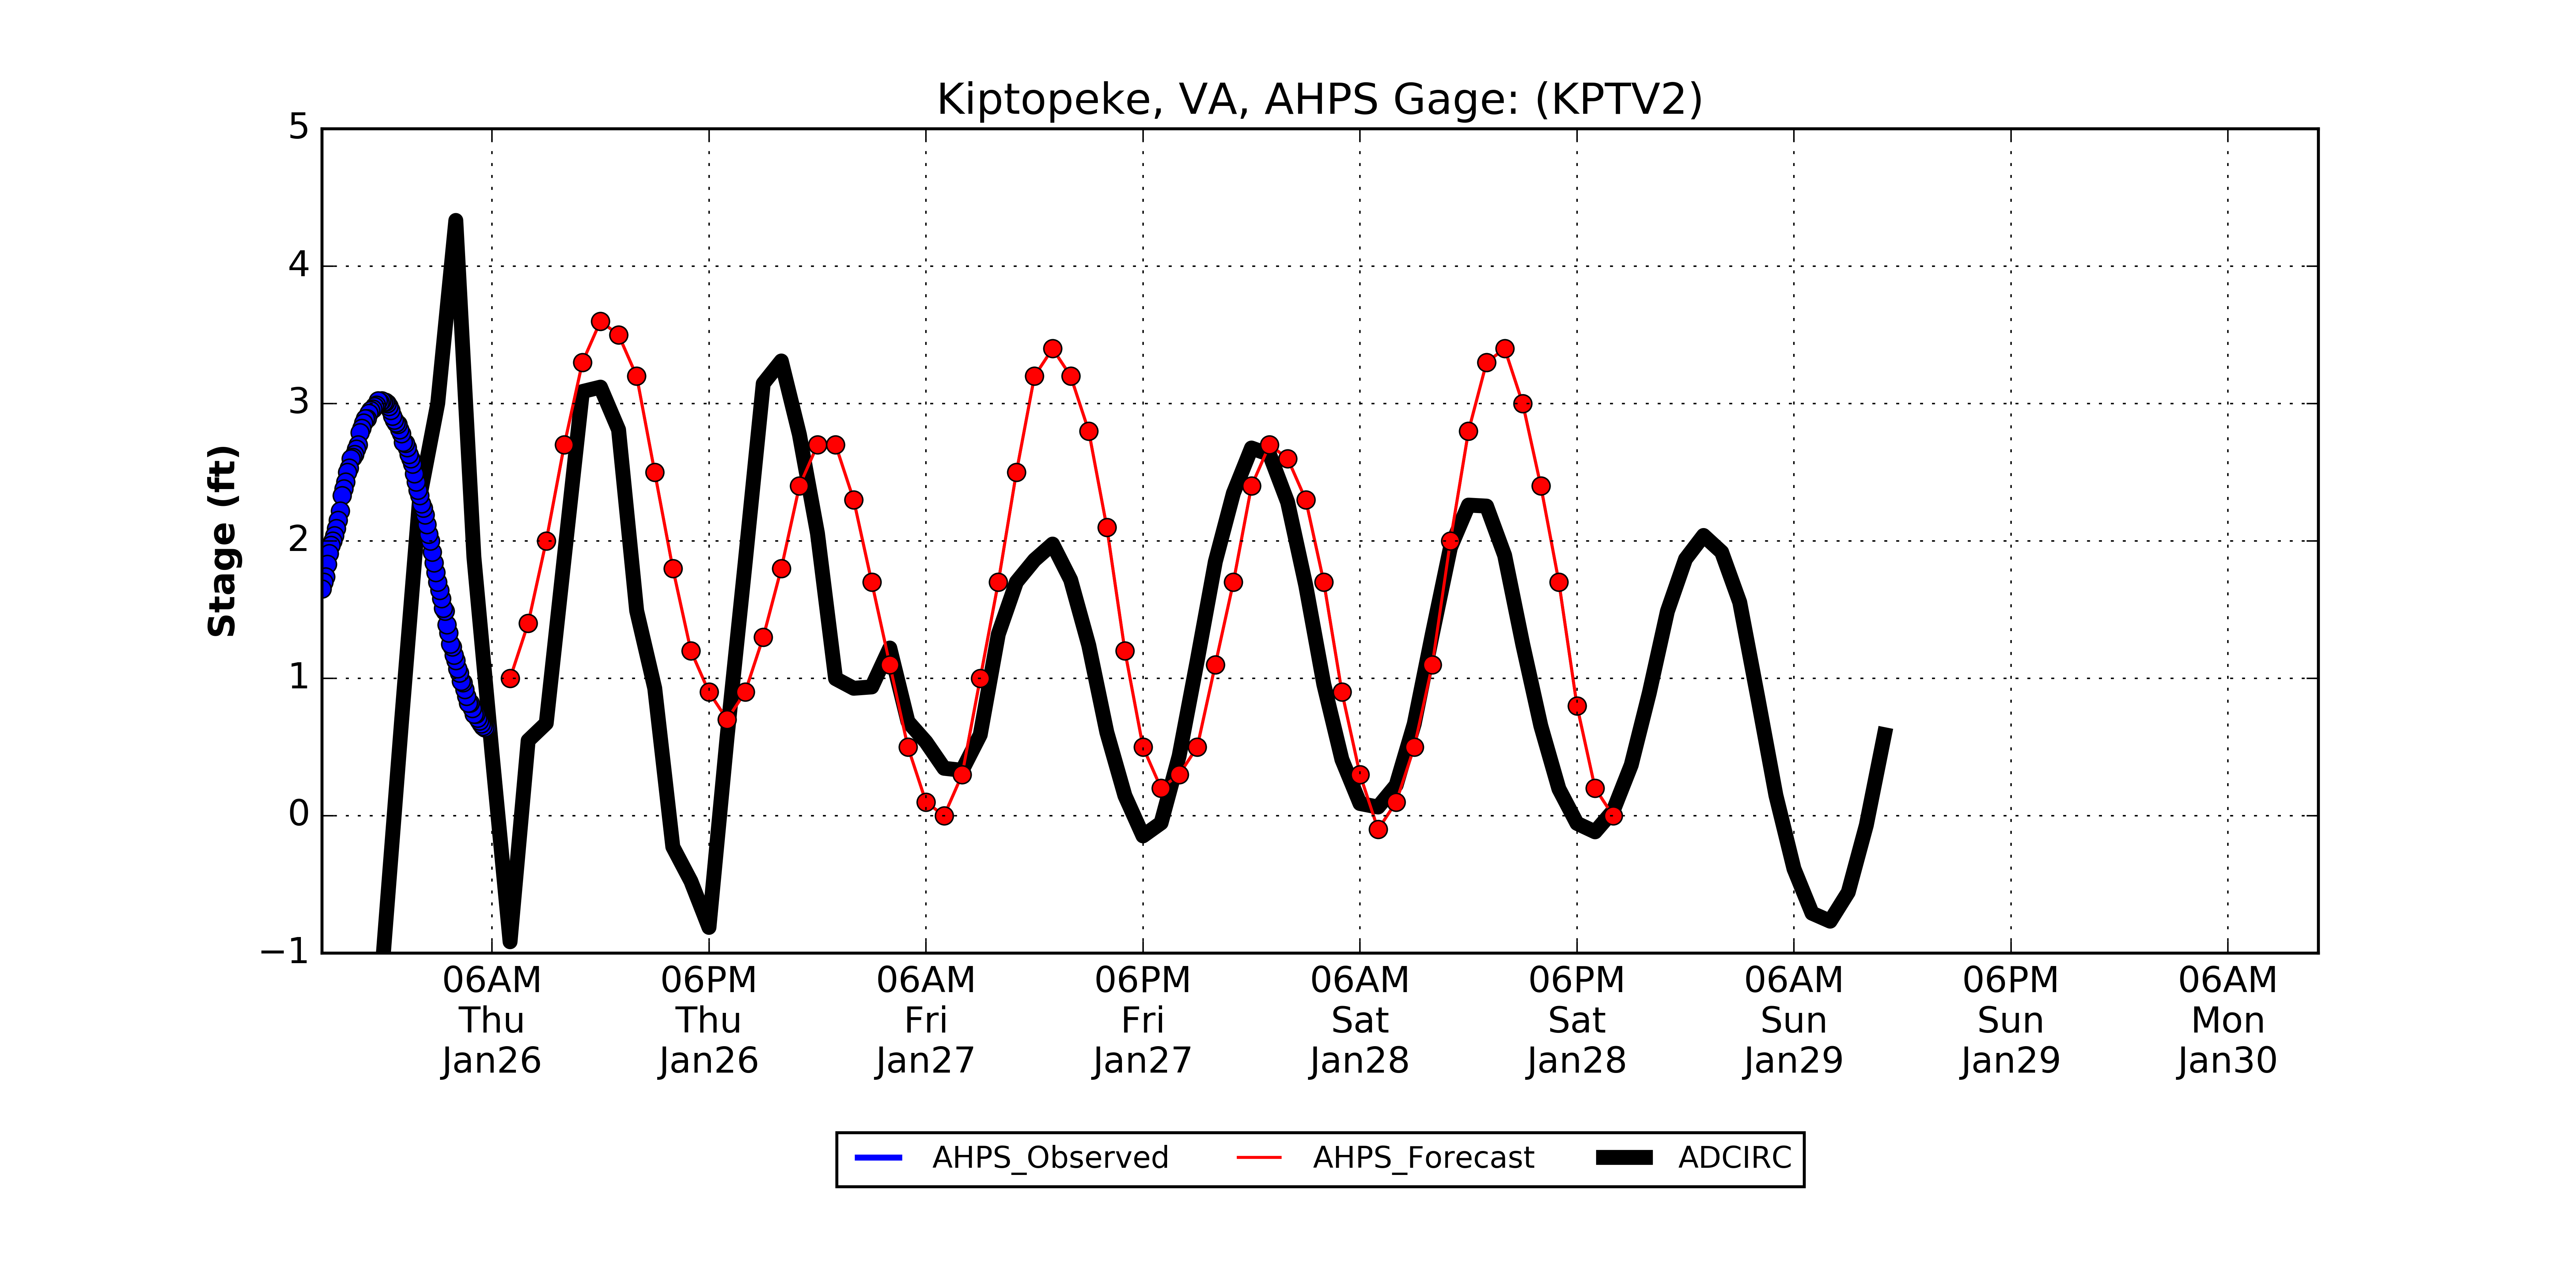 Kiptopeke, VA, AHPS Gage: (KPTV2)
5
4
3
2
1
0
−1
Stage (ft)
06AM 06PM 06AM 06PM 06AM 06PM 06AM 06PM 06AM
Thu Thu Fri Fri Sat Sat Sun Sun Mon
Jan26 Jan26 Jan27 Jan27 Jan28 Jan28 Jan29 Jan29 Jan30
AHPS_Observed AHPS_Forecast ADCIRC